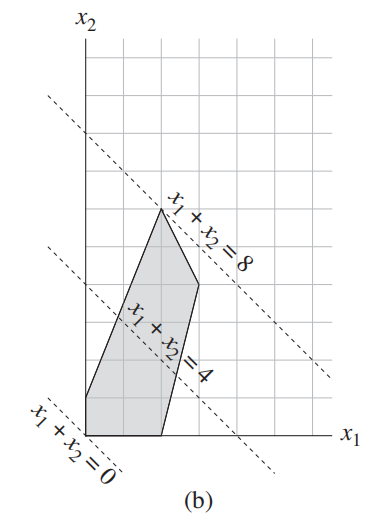 x₂
x₁ + x₂ = 8
x₁ + x₂ = 4
x₁ + x₂ = 0
x₁
(b)